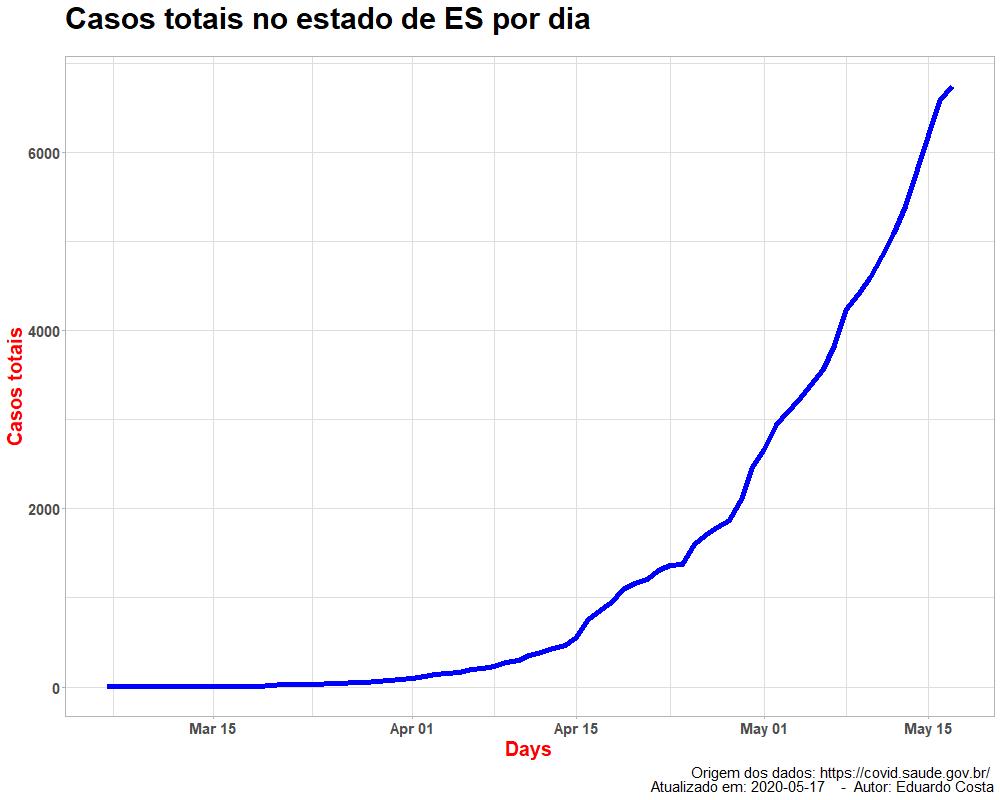 Casos totais no estado de ES por dia
Casos totais
6000
4000
2000
0
Mar 15
Apr 01
Apr 15
May 01
May 15
Days
Origem dos dados: https://covid.saude.gov.br/
Atualizado em: 2020-05-17 - Autor: Eduardo Costa